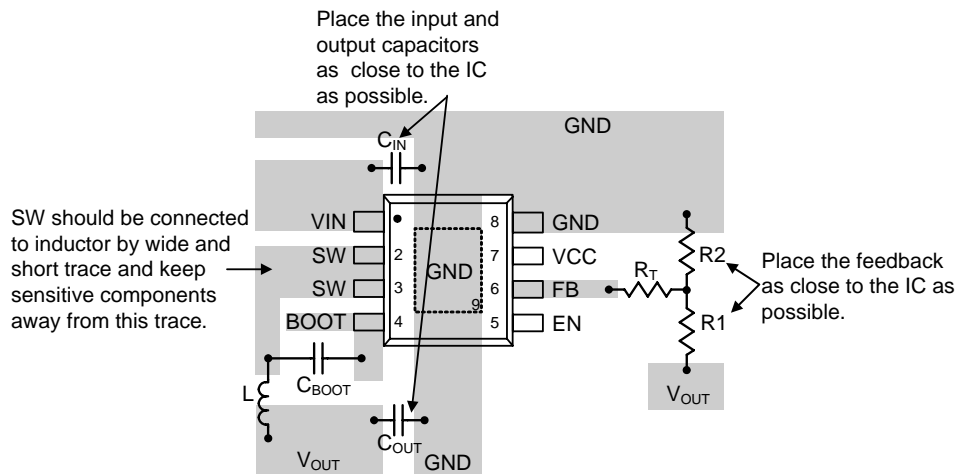 Place the input and
output capacitors
as close to the IC
as possible.
GND
CIN
SW should be connected
to inductor by wide and
short trace and keep
sensitive components
away from this trace.
VIN
SW
SW
BOOT
2
3
4
GND
9
8
7
6
5
GND
VCC
FB
EN
RT
R2
R1
Place the feedback
as close to the IC as
possible.
VOUT
L
CBOOT
COUT
VOUT
GND